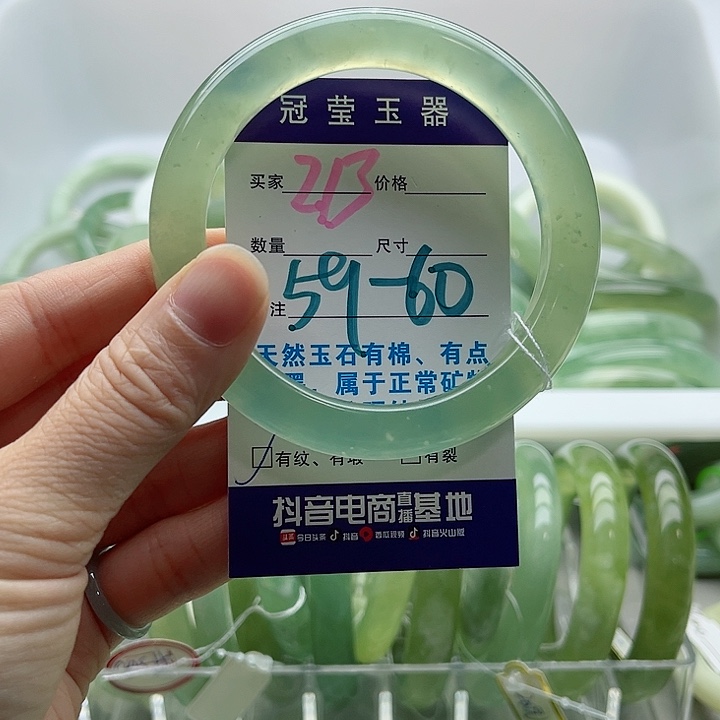 冠莹玉器
买家 213 价格
数量 尺寸
注 59-60
天然玉石有棉、有点
属于正常矿物
有纹、有瑕 有裂
抖音电商直播基地
今日头条 抖音 西瓜视频 抖音火山版